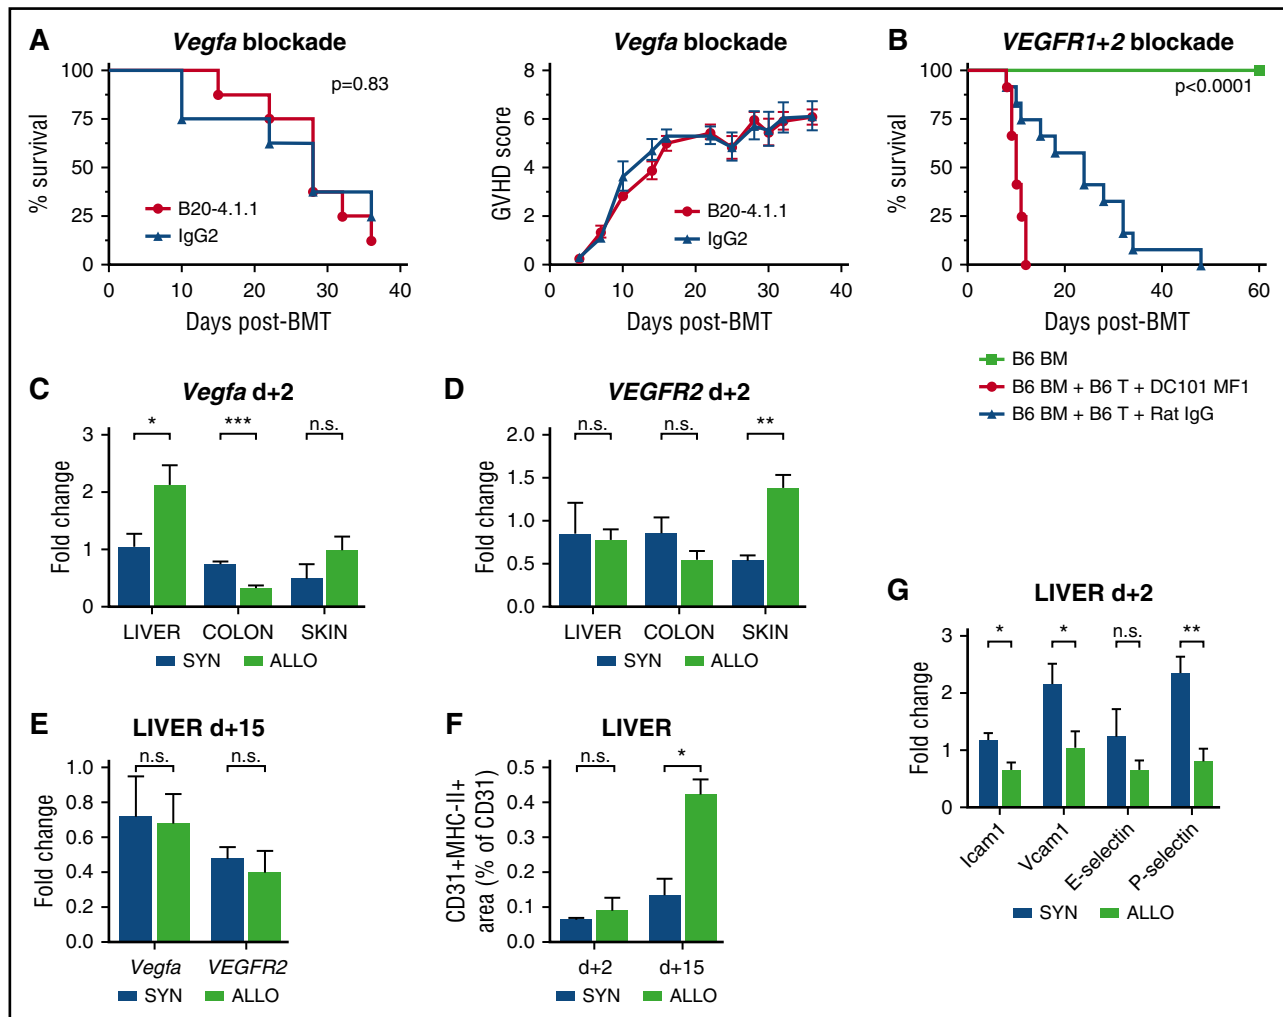 A
Vegfa blockade
100
75
50
25
0
% survival
p=0.83
B20-4.1.1
IgG2
0 10 20 30 40
Days post-BMT
Vegfa blockade
8
6
4
2
0
GVHD score
B20-4.1.1
IgG2
0 10 20 30 40
Days post-BMT
B
VEGFR1+2 blockade
100
75
50
25
0
% survival
p<0.0001
0 20 40 60
Days post-BMT
B6 BM
B6 BM + B6 T + DC101 MF1
B6 BM + B6 T + Rat IgG
C
Vegfa d+2
* *** n.s.
3
2
1
0
Fold change
LIVER COLON SKIN
SYN ALLO
D
VEGFR2 d+2
n.s. n.s. **
2.0
1.5
1.0
0.5
0.0
Fold change
LIVER COLON SKIN
SYN ALLO
E
LIVER d+15
n.s. n.s.
1.0
0.8
0.6
0.4
0.2
0.0
Fold change
Vegfa VEGFR2
SYN ALLO
F
LIVER
n.s. *
0.5
0.4
0.3
0.2
0.1
0.0
CD31+MHC-II+
area (% of CD31)
d+2 d+15
SYN ALLO
G
LIVER d+2
* * n.s. **
3
2
1
0
Fold change
Icam1
Vcam1
E-selectin
P-selectin
SYN ALLO